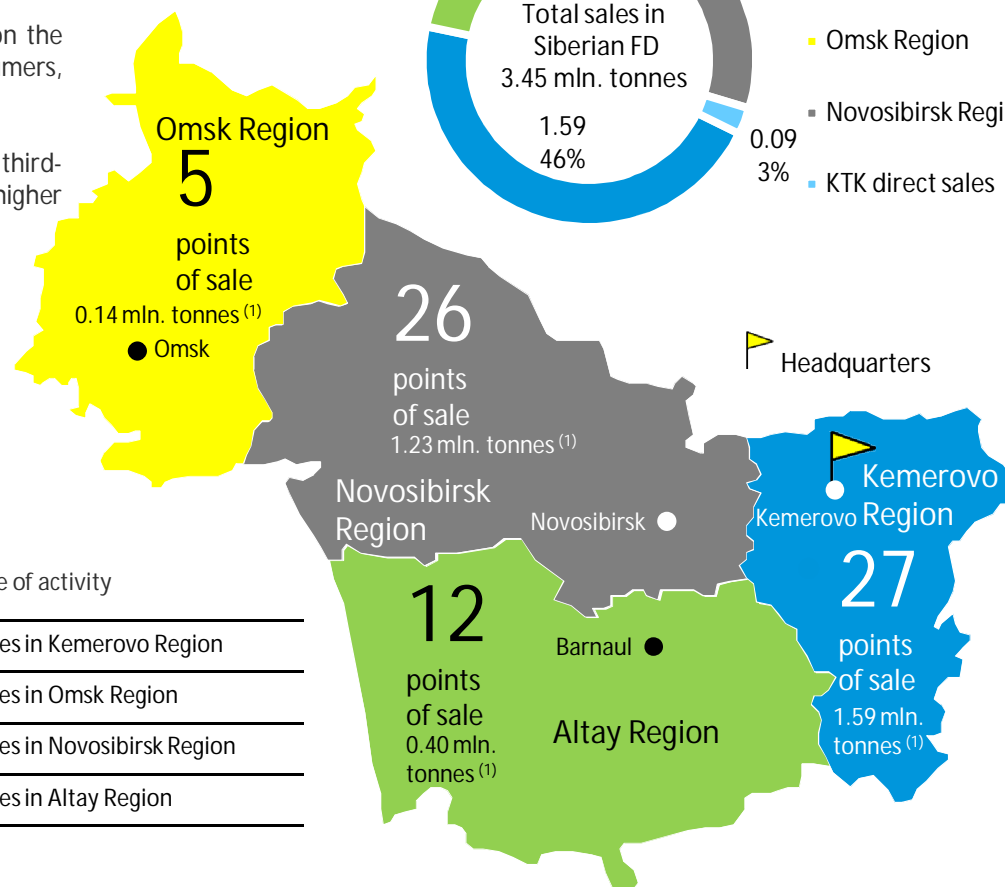 on the
mers,
third-
higher
Total sales in
Siberian FD
3.45 mln. tonnes
1.59
46%
0.09
3%
Omsk Region
Novosibirsk Regi
KTK direct sales
Omsk Region
5
points
of sale
0.14 mln. tonnes (1)
Omsk
26
points
of sale
1.23 mln. tonnes (1)
Novosibirsk
Region
Novosibirsk
Headquarters
Kemerovo
Region
Kemerovo
27
points
of sale
1.59 mln.
tonnes (1)
12
points
of sale
0.40 mln.
tonnes (1)
Barnaul
Altay Region
e of activity
es in Kemerovo Region
es in Omsk Region
es in Novosibirsk Region
es in Altay Region